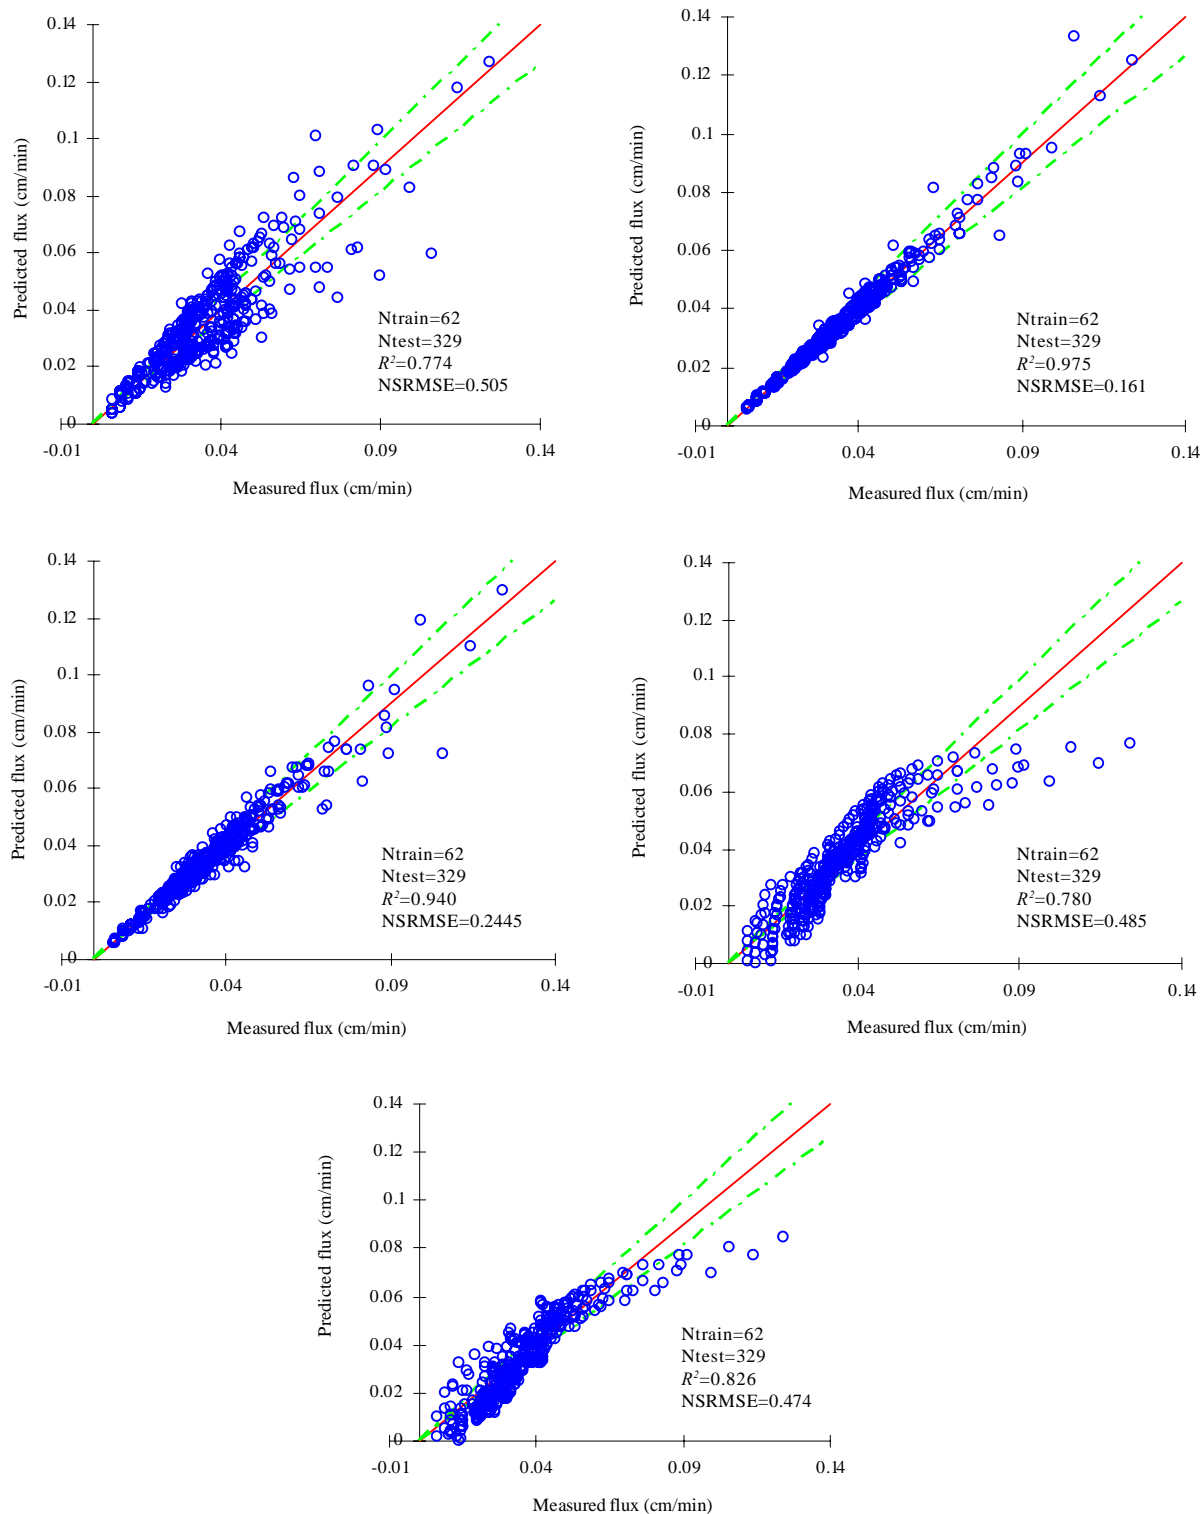 0.14
0.12
0.1
0.08
0.06
0.04
0.02
0
-0.01
0.04
0.09
0.14
Predicted flux (cm/min)
Measured flux (cm/min)
Ntrain=62
Ntest=329
R²=0.774
NSRMSE=0.505
0.14
0.12
0.1
0.08
0.06
0.04
0.02
0
-0.01
0.04
0.09
0.14
Predicted flux (cm/min)
Measured flux (cm/min)
Ntrain=62
Ntest=329
R²=0.975
NSRMSE=0.161
0.14
0.12
0.1
0.08
0.06
0.04
0.02
0
-0.01
0.04
0.09
0.14
Predicted flux (cm/min)
Measured flux (cm/min)
Ntrain=62
Ntest=329
R²=0.940
NSRMSE=0.2445
0.14
0.12
0.1
0.08
0.06
0.04
0.02
0
-0.01
0.04
0.09
0.14
Predicted flux (cm/min)
Measured flux (cm/min)
Ntrain=62
Ntest=329
R²=0.780
NSRMSE=0.485
0.14
0.12
0.1
0.08
0.06
0.04
0.02
0
-0.01
0.04
0.09
0.14
Predicted flux (cm/min)
Measured flux (cm/min)
Ntrain=62
Ntest=329
R²=0.826
NSRMSE=0.474